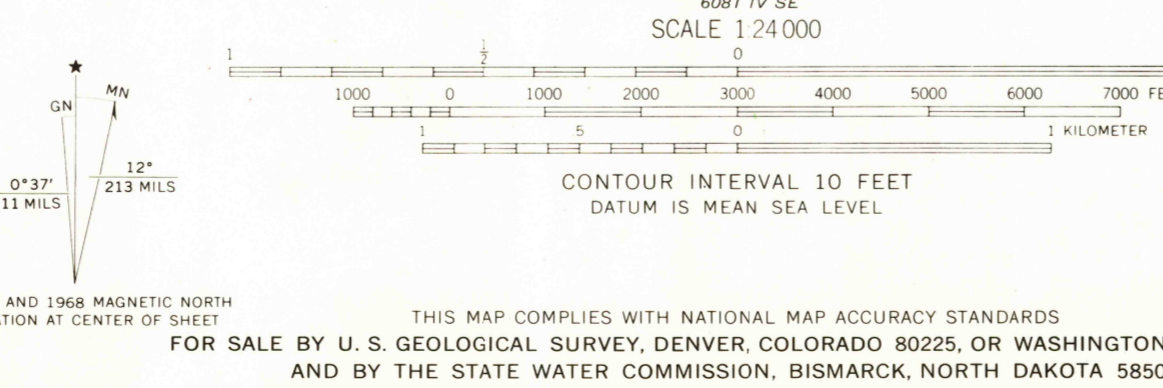 6081 IV SE
SCALE 1:24 000
1 ½ 0
1000 0 1000 2000 3000 4000 5000 6000 7000 FE
1 5 0 1 KILOMETER
CONTOUR INTERVAL 10 FEET
DATUM IS MEAN SEA LEVEL
★
GN MN
12°
213 MILS
0°37′
11 MILS
AND 1968 MAGNETIC NORTH
TION AT CENTER OF SHEET
THIS MAP COMPLIES WITH NATIONAL MAP ACCURACY STANDARDS
FOR SALE BY U. S. GEOLOGICAL SURVEY, DENVER, COLORADO 80225, OR WASHINGTON
AND BY THE STATE WATER COMMISSION, BISMARCK, NORTH DAKOTA 5850